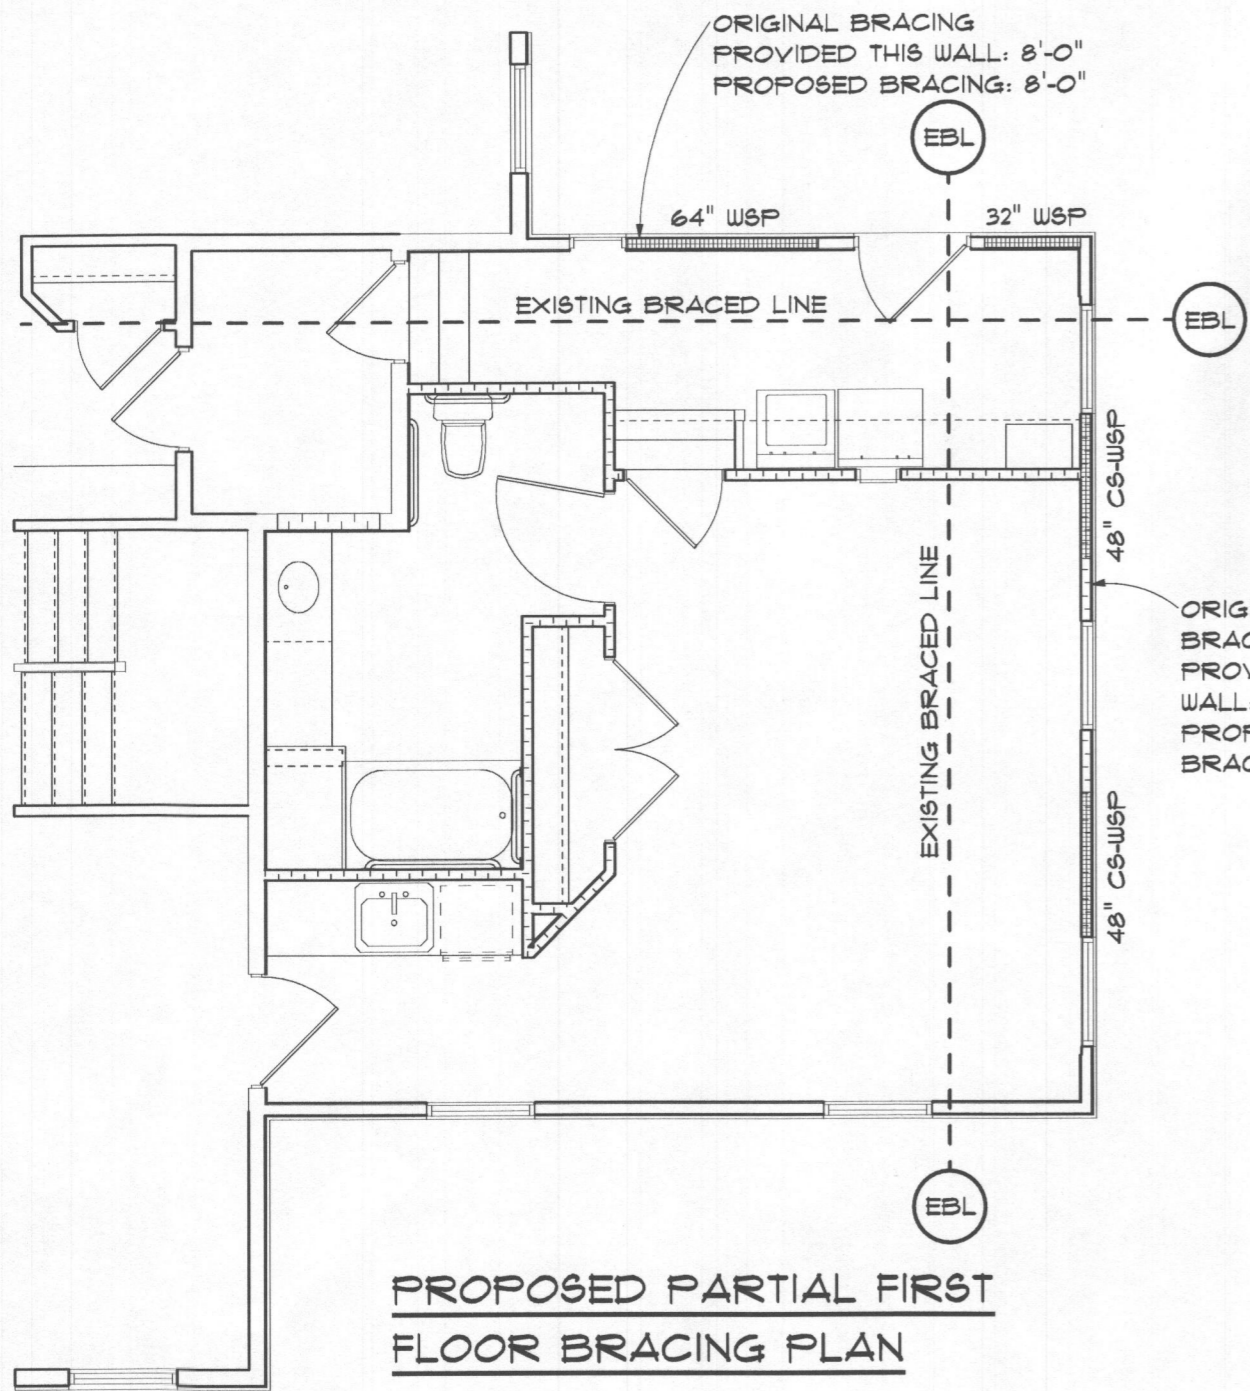 ORIGINAL BRACING
PROVIDED THIS WALL: 8'-0"
PROPOSED BRACING: 8'-0"
EBL
64" WSP
32" WSP
EXISTING BRACED LINE
EBL
48" CS-WSP
EXISTING BRACED LINE
WALL:
48" CS-WSP
EBL
PROPOSED PARTIAL FIRST
FLOOR BRACING PLAN